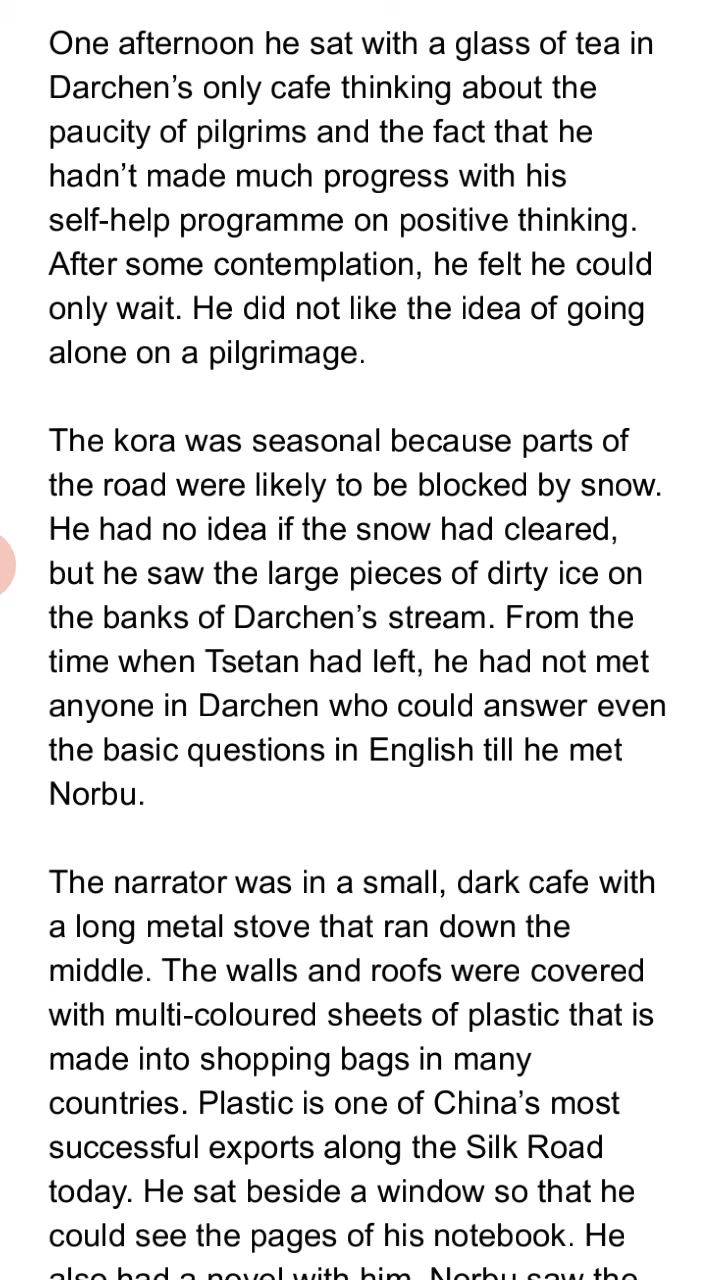 One afternoon he sat with a glass of tea in
Darchen’s only cafe thinking about the
paucity of pilgrims and the fact that he
hadn’t made much progress with his
self-help programme on positive thinking.
After some contemplation, he felt he could
only wait. He did not like the idea of going
alone on a pilgrimage.
The kora was seasonal because parts of
the road were likely to be blocked by snow.
He had no idea if the snow had cleared,
but he saw the large pieces of dirty ice on
the banks of Darchen’s stream. From the
time when Tsetan had left, he had not met
anyone in Darchen who could answer even
the basic questions in English till he met
Norbu.
The narrator was in a small, dark cafe with
a long metal stove that ran down the
middle. The walls and roofs were covered
with multi-coloured sheets of plastic that is
made into shopping bags in many
countries. Plastic is one of China’s most
successful exports along the Silk Road
today. He sat beside a window so that he
could see the pages of his notebook. He
also had a novel with him. Norbu saw the